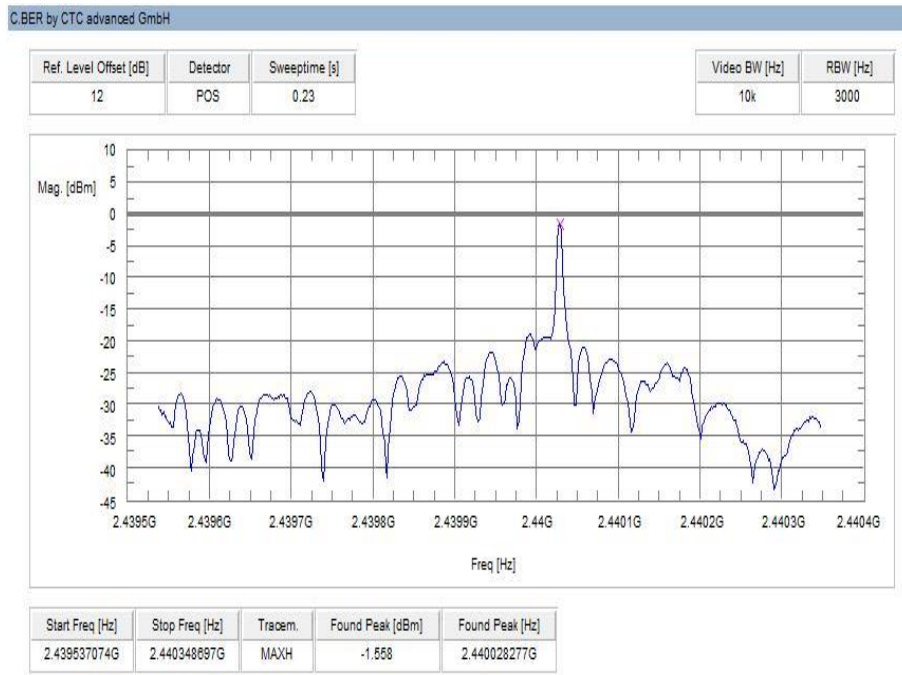 C.BER by CTC advanced GmbH
Ref. Level Offset [dB] Detector Sweeptime [s] Video BW [Hz] RBW [Hz]
12 POS 0.23 10k 3000
10
Mag. [dBm] 5
0
-5
-10
-15
-20
-25
-30
-35
-40
-45
2.4395G 2.4396G 2.4397G 2.4398G 2.4399G 2.44G 2.4401G 2.4402G 2.4403G 2.4404G
Freq [Hz]
Start Freq [Hz] Stop Freq [Hz] Tracem. Found Peak [dBm] Found Peak [Hz]
2.439537074G 2.440348697G MAXH -1.558 2.440028277G